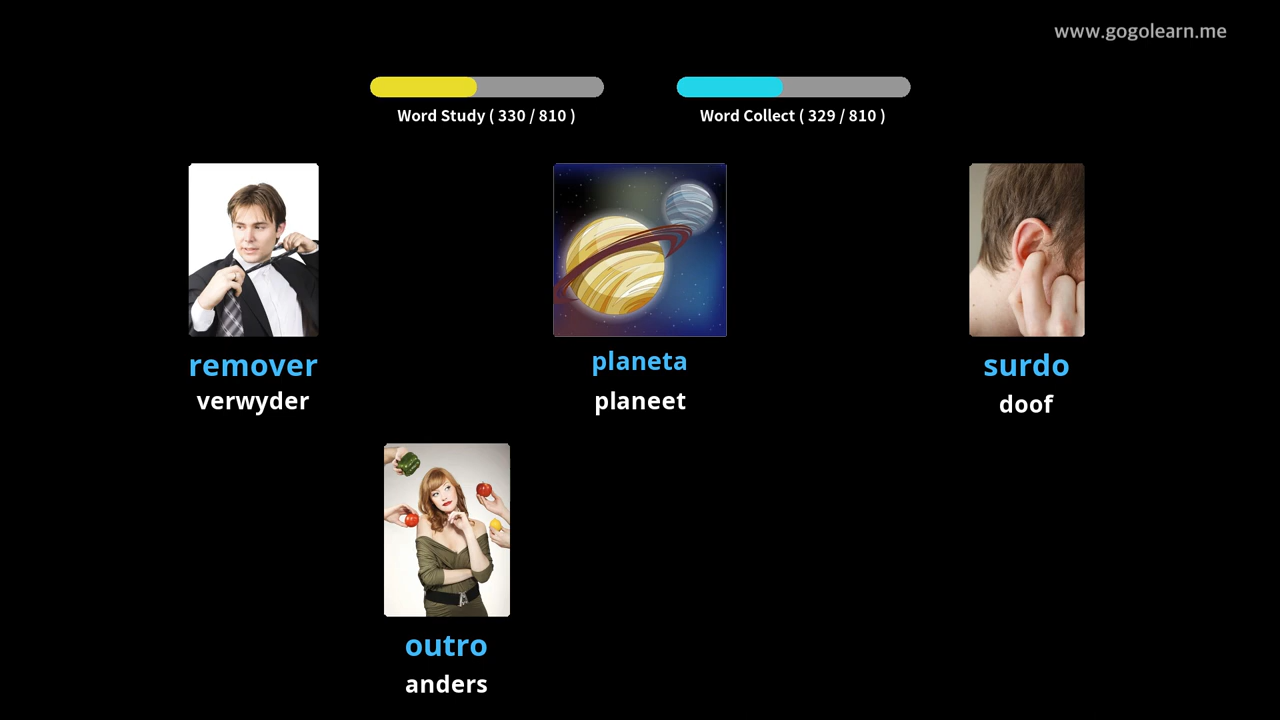 www.gogolearn.me
Word Study ( 330 / 810 )
Word Collect ( 329 / 810 )
remover
verwyder
planeta
planeet
surdo
doof
outro
anders